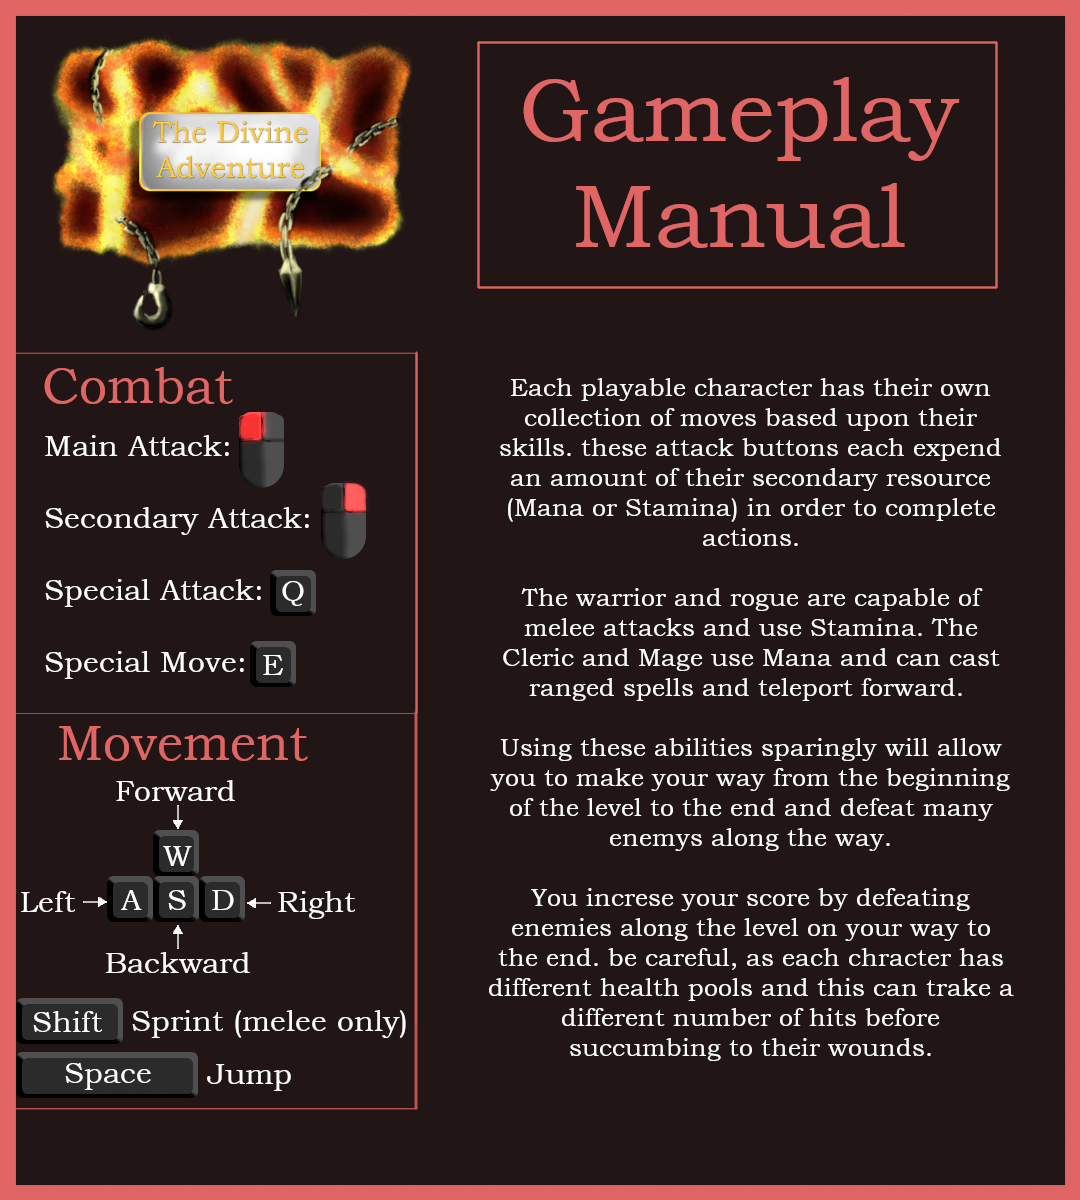 The Divine
Adventure
Gameplay
Manual
Combat
Main Attack:
Secondary Attack:
Special Attack: Q
Special Move: E
Movement
Forward
W
Left A S D Right
Backward
Shift Sprint (melee only)
Space Jump
Each playable character has their own
collection of moves based upon their
skills. these attack buttons each expend
an amount of their secondary resource
(Mana or Stamina) in order to complete
actions.
The warrior and rogue are capable of
melee attacks and use Stamina. The
Cleric and Mage use Mana and can cast
ranged spells and teleport forward.
Using these abilities sparingly will allow
you to make your way from the beginning
of the level to the end and defeat many
enemys along the way.
You increse your score by defeating
enemies along the level on your way to
the end. be careful, as each chracter has
different health pools and this can trake a
different number of hits before
succumbing to their wounds.